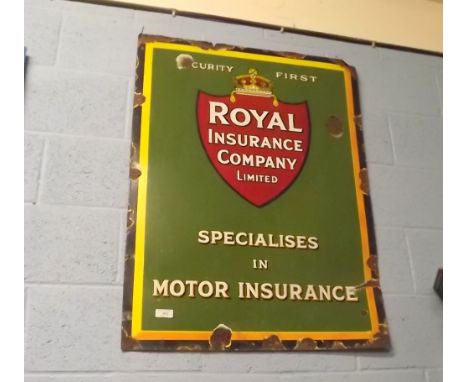 CURITY FIRST
ROYAL
INSURANCE
COMPANY
LIMITED
SPECIALISES
IN
MOTOR INSURANCE